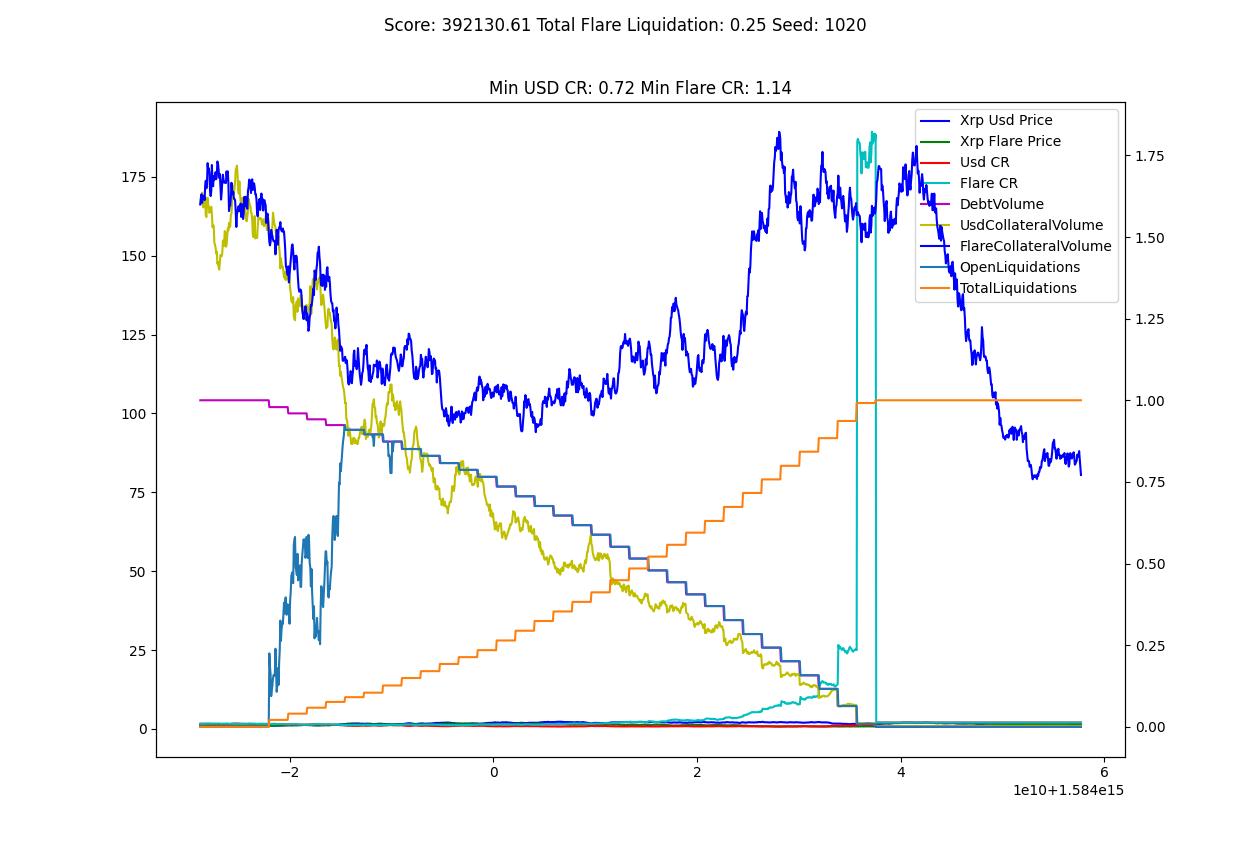 Score: 392130.61 Total Flare Liquidation: 0.25 Seed: 1020
Min USD CR: 0.72 Min Flare CR: 1.14
Xrp Usd Price
Xrp Flare Price
Usd CR
Flare CR
DebtVolume
UsdCollateralVolume
FlareCollateralVolume
OpenLiquidations
TotalLiquidations
175
150
125
100
75
50
25
0
1.75
1.50
1.25
1.00
0.75
0.50
0.25
0.00
−2
0
2
4
6
1e10+1.584e15